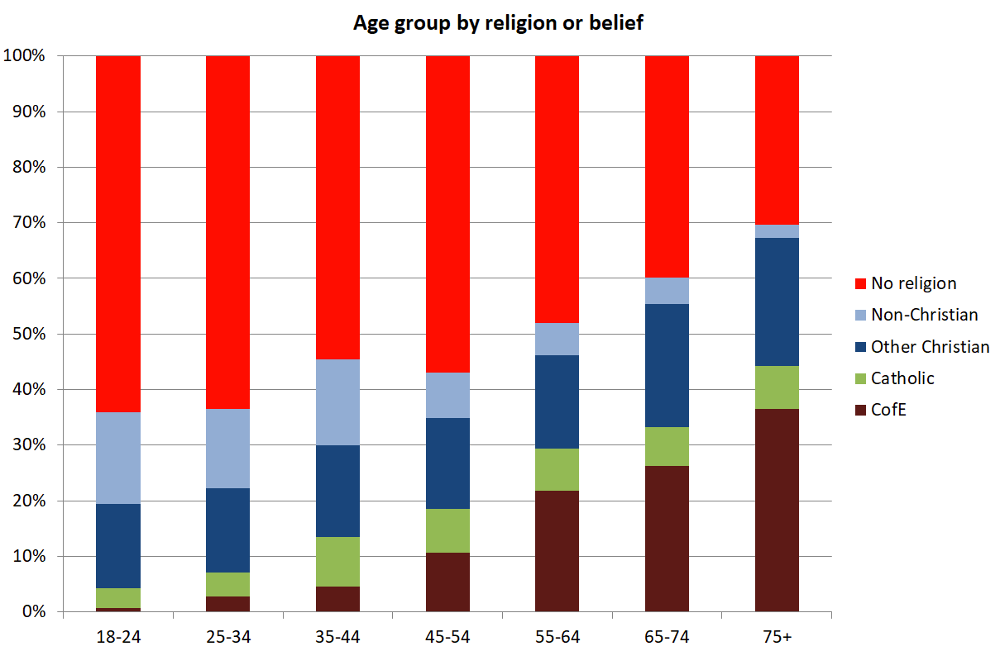 Age group by religion or belief
100%
90%
80%
70%
60%
50%
40%
30%
20%
10%
0%
18-24 25-34 35-44 45-54 55-64 65-74 75+
No religion
Non-Christian
Other Christian
Catholic
CofE